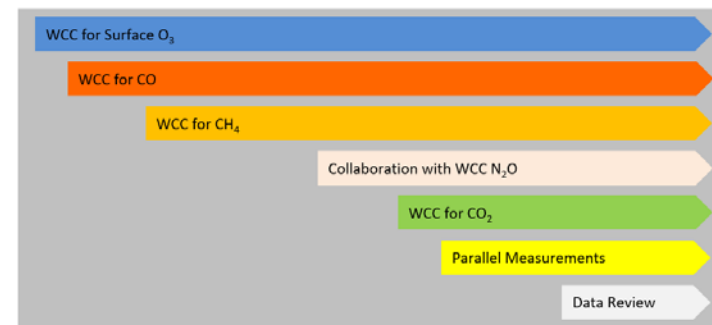 WCC for Surface O₃
WCC for CO
WCC for CH₄
Collaboration with WCC N₂O
WCC for CO₂
Parallel Measurements
Data Review